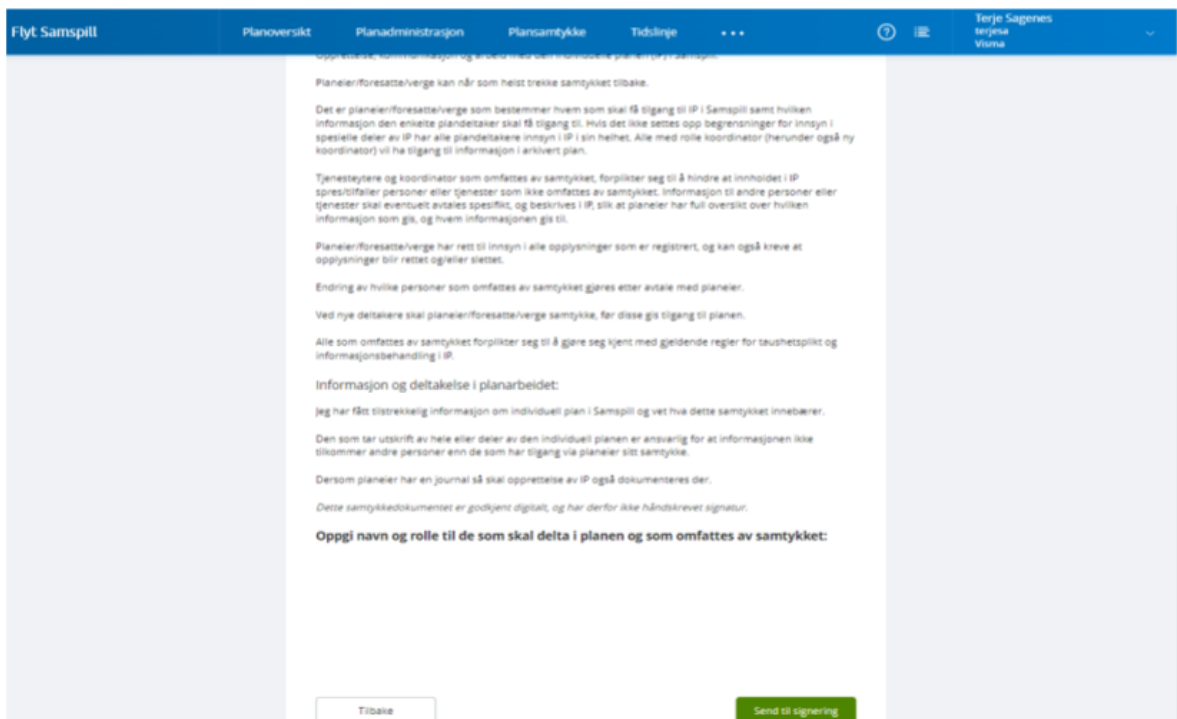 Flyt Samspill
Planoversikt
Planadministrasjon
Plansamtykke
Tidslinje
...
?
Terje Sagenes
terjesa
Visma
Opprettelse, kommunikasjon og arbeid med den individuelle planen (IP) i Samspill.
Planeier/foresatte/verge kan når som helst trekke samtykket tilbake.
Det er planeier/foresatte/verge som bestemmer hvem som skal få tilgang til IP i Samspill samt hvilken
informasjon den enkelte plandeltaker skal få tilgang til. Hvis det ikke settes opp begrensninger for innsyn i
spesielle deler av IP har alle plandeltakere innsyn i IP i sin helhet. Alle med rolle koordinator (herunder også ny
koordinator) vil ha tilgang til informasjon i arkivert plan.
Tjenesteytere og koordinator som omfattes av samtykket, forplikter seg til å hindre at innholdet i IP
spres/tilfaller personer eller tjenester som ikke omfattes av samtykket. Informasjon til andre personer eller
tjenester skal eventuelt avtales spesifikt, og beskrives i IP, slik at planeier har full oversikt over hvilken
informasjon som gis, og hvem informasjonen gis til.
Planeier/foresatte/verge har rett til innsyn i alle opplysninger som er registrert, og kan også kreve at
opplysninger blir rettet og/eller slettet.
Endring av hvilke personer som omfattes av samtykket gjøres etter avtale med planeier.
Ved nye deltakere skal planeier/foresatte/verge samtykke, før disse gis tilgang til planen.
Alle som omfattes av samtykket forplikter seg til å gjøre seg kjent med gjeldende regler for taushetsplikt og
informasjonsbehandling i IP.
Informasjon og deltakelse i planarbeidet:
Jeg har fått tilstrekkelig informasjon om individuell plan i Samspill og vet hva dette samtykket innebærer.
Den som tar utskrift av hele eller deler av den individuell planen er ansvarlig for at informasjonen ikke
tilkommer andre personer enn de som har tilgang via planeier sitt samtykke.
Dersom planeier har en journal så skal opprettelse av IP også dokumenteres der.
Dette samtykkedokumentet er godkjent digitalt, og har derfor ikke håndskrevet signatur.
Oppgi navn og rolle til de som skal delta i planen og som omfattes av samtykket:
Tilbake
Send til signering